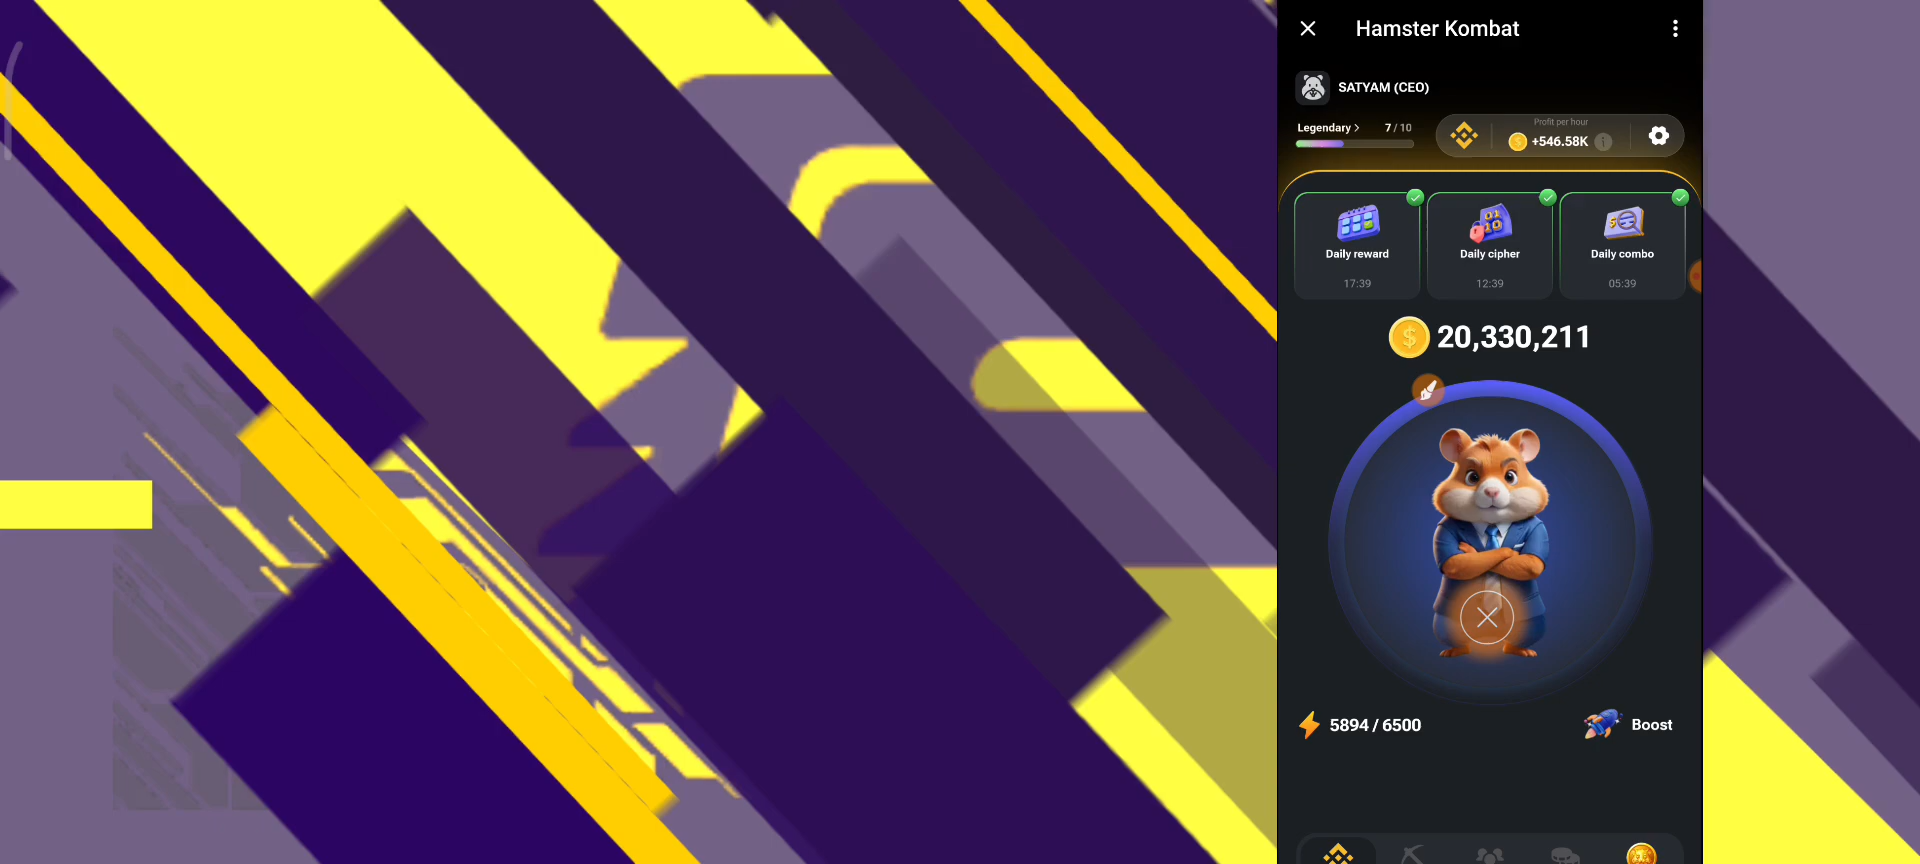 Hamster Kombat
SATYAM (CEO)
Legendary > 7 / 10
Profit per hour
+546.58K
Daily reward
17:39
Daily cipher
12:39
Daily combo
05:39
20,330,211
5894 / 6500
Boost